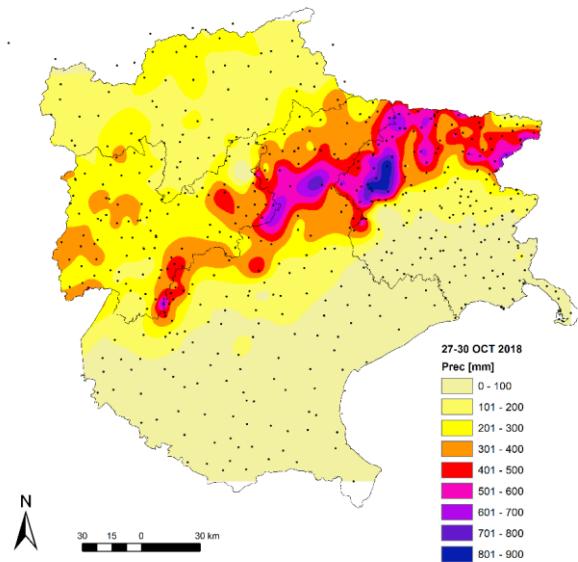 27-30 OCT 2018
Prec [mm]
0 - 100
101 - 200
201 - 300
301 - 400
401 - 500
501 - 600
601 - 700
701 - 800
801 - 900
N
30 15 0 30 km